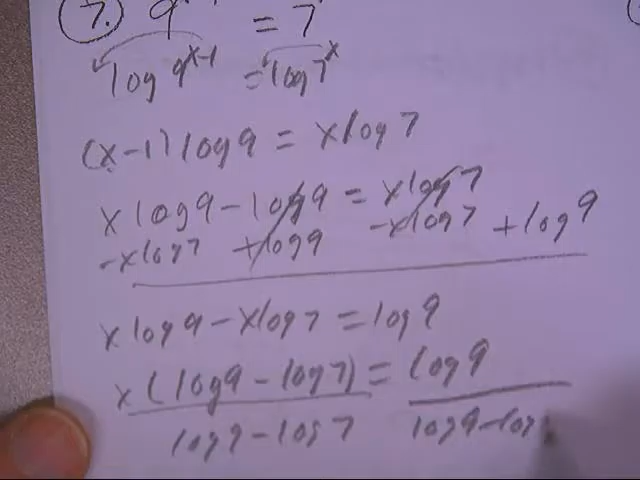 7. 9 = 7
log 9^x-1 = log 7^x
(x-1) log 9 = x log 7
x log 9 - log 9 = x log 7
-x log 7 + log 9 -x log 7 + log 9
x log 9 - x log 7 = log 9
x (log 9 - log 7) = log 9
log 9 - log 7 log 9 - log